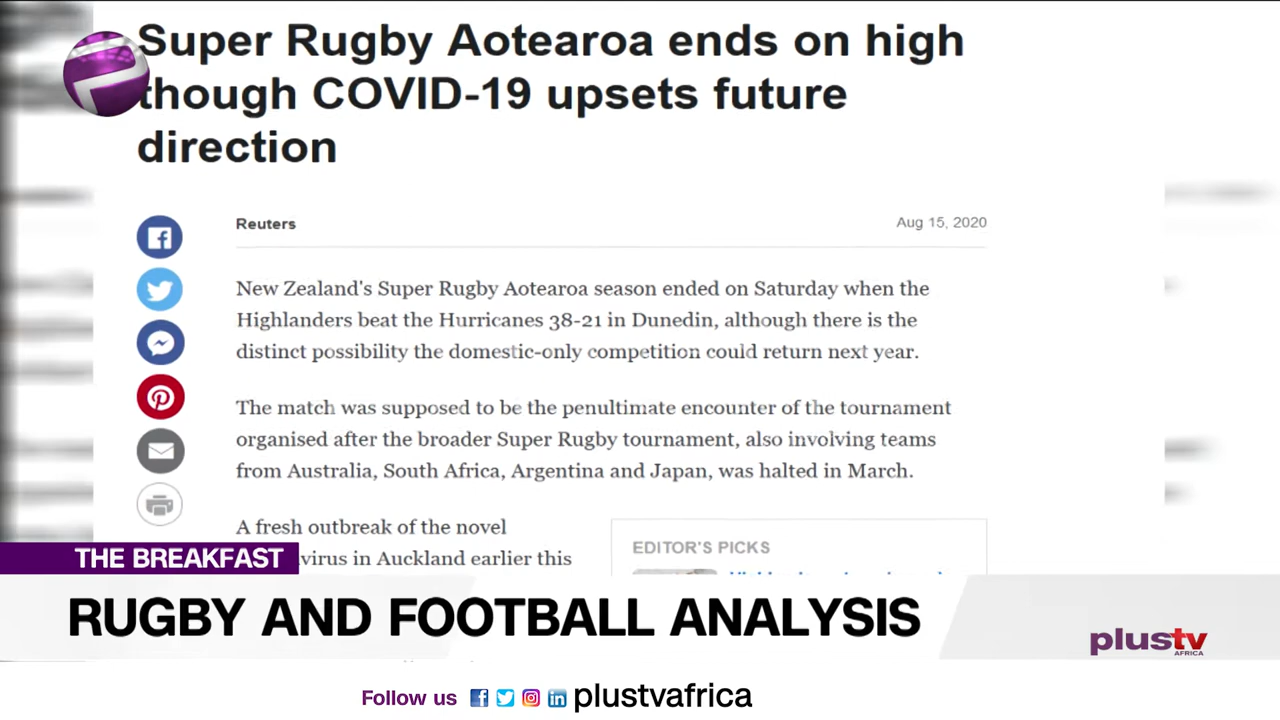 Super Rugby Aotearoa ends on high
though COVID-19 upsets future
direction
Reuters
Aug 15, 2020
New Zealand's Super Rugby Aotearoa season ended on Saturday when the
Highlanders beat the Hurricanes 38-21 in Dunedin, although there is the
distinct possibility the domestic-only competition could return next year.
The match was supposed to be the penultimate encounter of the tournament
organised after the broader Super Rugby tournament, also involving teams
from Australia, South Africa, Argentina and Japan, was halted in March.
A fresh outbreak of the novel
virus in Auckland earlier this
EDITOR'S PICKS
THE BREAKFAST
RUGBY AND FOOTBALL ANALYSIS
plustv
AFRICA
Follow us plustvafrica